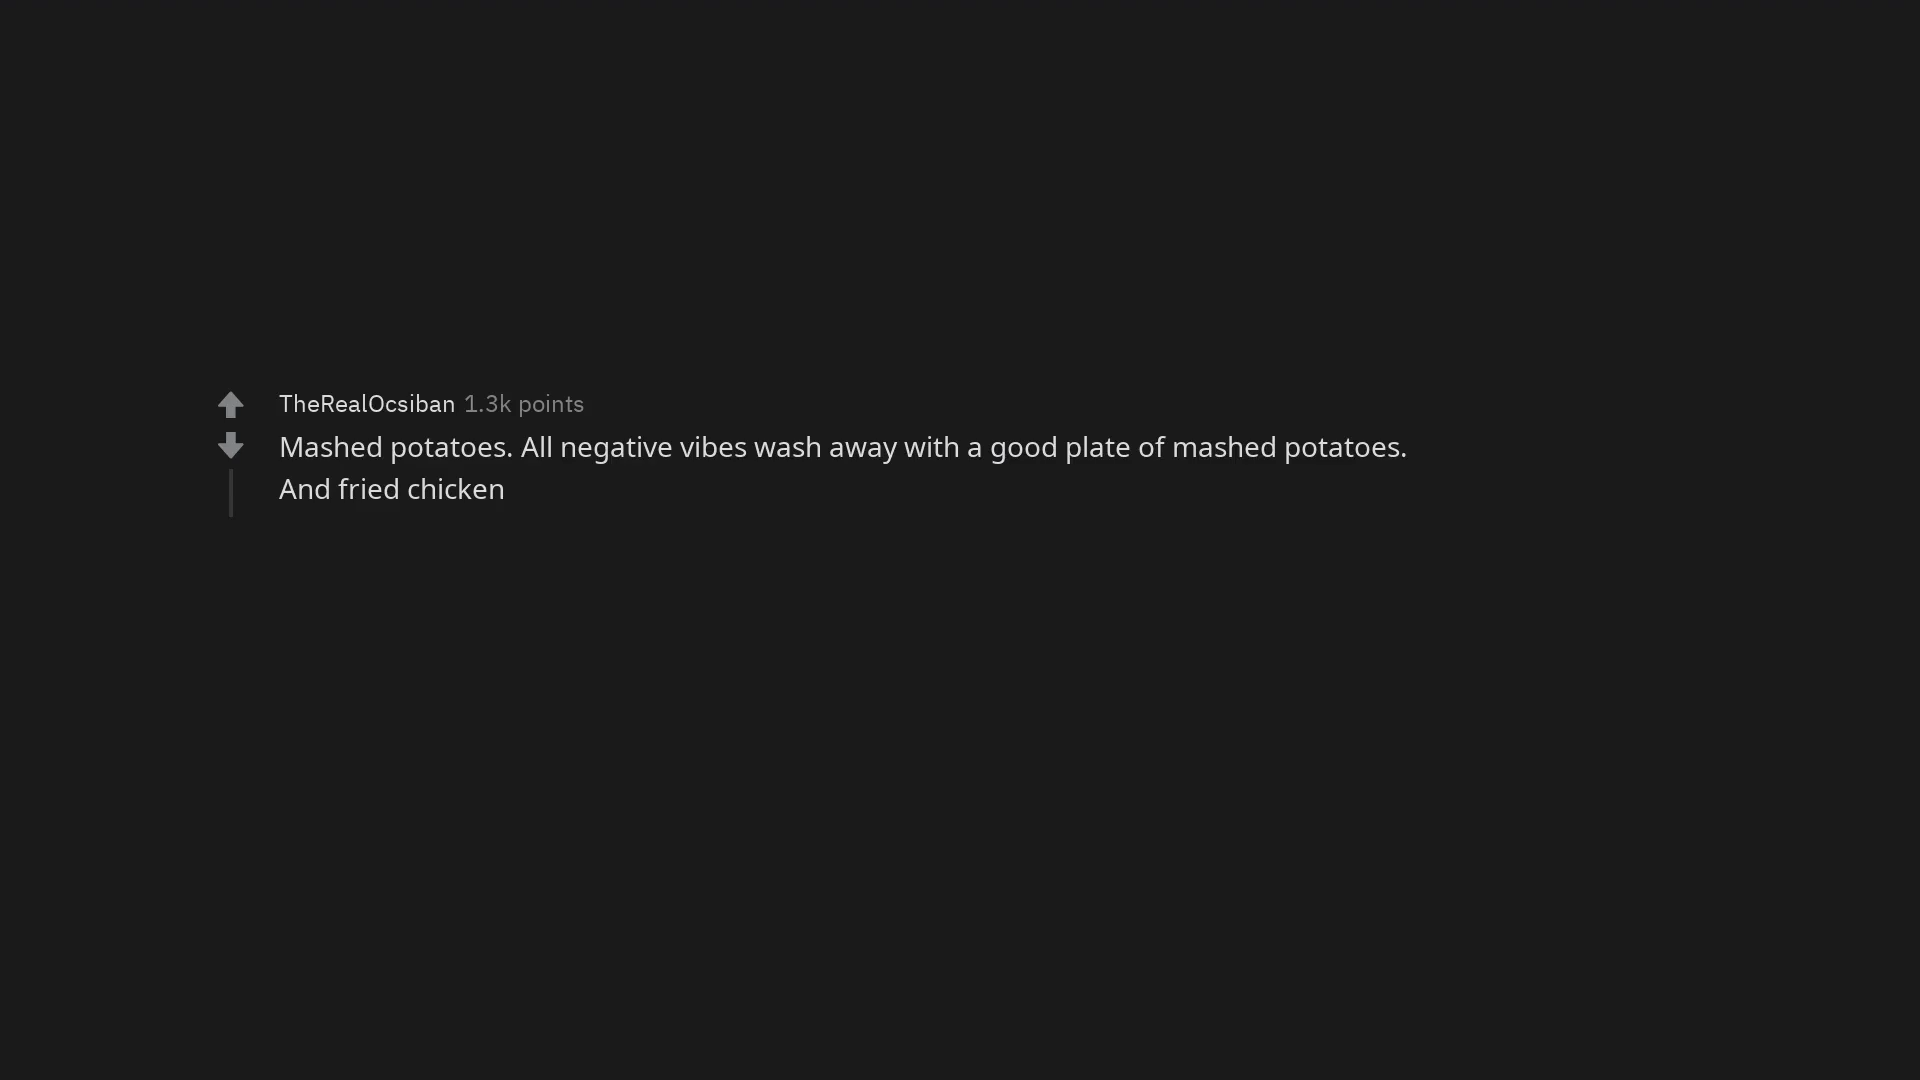 TheRealOcsiban 1.3k points
Mashed potatoes. All negative vibes wash away with a good plate of mashed potatoes.
And fried chicken